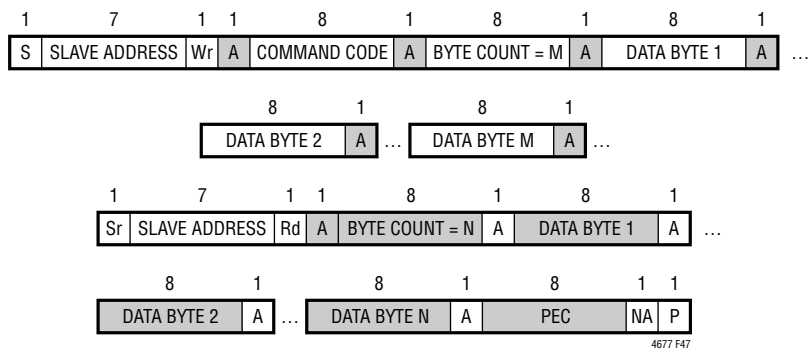 1 7 1 1 8 1 8 1 8 1
S SLAVE ADDRESS Wr A COMMAND CODE A BYTE COUNT = M A DATA BYTE 1 A …
8 1 8 1
DATA BYTE 2 A … DATA BYTE M A …
1 7 1 1 8 1 8 1
Sr SLAVE ADDRESS Rd A BYTE COUNT = N A DATA BYTE 1 A …
8 1 8 1 8 1 1
DATA BYTE 2 A … DATA BYTE N A PEC NA P
4677 F47